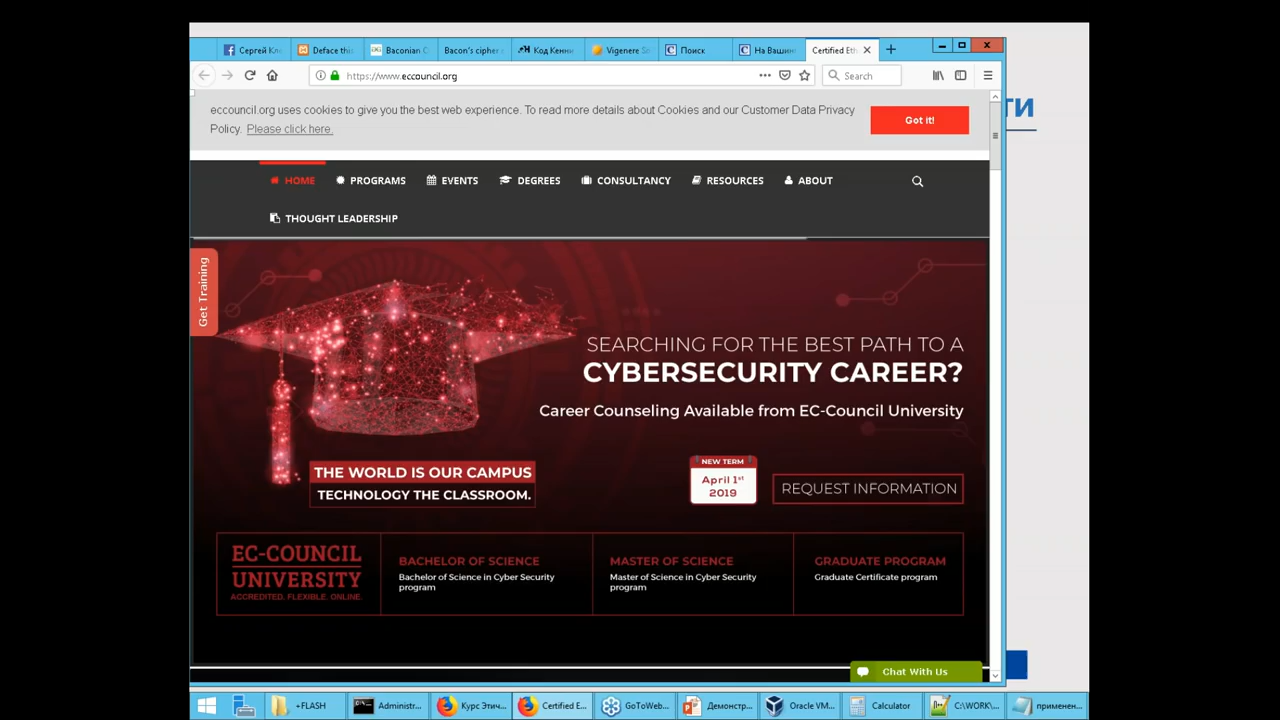 Сергей Кл
Deface thi
Baconian C
Bacon's cipher
Код Кенни
Vigenere So
Поиск
На Вашин
Certified Eth
https://www.eccouncil.org
Search
ТИ
eccouncil.org uses cookies to give you the best web experience. To read more details about Cookies and our Customer Data Privacy
Policy. Please click here.
Got it!
HOME PROGRAMS EVENTS DEGREES CONSULTANCY RESOURCES ABOUT
THOUGHT LEADERSHIP
Get Training
SEARCHING FOR THE BEST PATH TO A
CYBERSECURITY CAREER?
Career Counseling Available from EC-Council University
THE WORLD IS OUR CAMPUS
TECHNOLOGY THE CLASSROOM.
NEW TERM
April 1st
2019
REQUEST INFORMATION
EC-COUNCIL
UNIVERSITY
ACCREDITED. FLEXIBLE. ONLINE.
BACHELOR OF SCIENCE
Bachelor of Science in Cyber Security
program
MASTER OF SCIENCE
Master of Science in Cyber Security
program
GRADUATE PROGRAM
Graduate Certificate program
Chat With Us
+FLASH
Administr...
Курс Этич...
Certified E...
GoToWeb...
Демонстр...
Oracle VM...
Calculator
C:\WORK\...
применен...